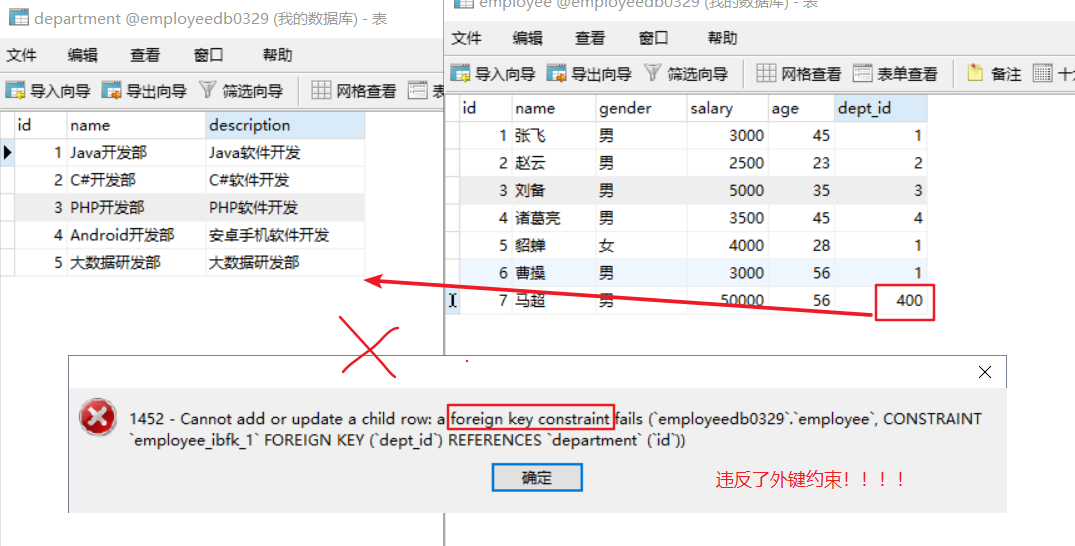 department @employeedb0329 (我的数据库) - 表
文件 编辑 查看 窗口 帮助
导入向导 导出向导 筛选向导 网格查看 表
id name description
1 Java开发部 Java软件开发
2 C#开发部 C#软件开发
3 PHP开发部 PHP软件开发
4 Android开发部 安卓手机软件开发
5 大数据研发部 大数据研发部
employee @employeedb0329 (我的数据库) - 表
文件 编辑 查看 窗口 帮助
导入向导 导出向导 筛选向导 网格查看 表单查看 备注 十
id name gender salary age dept_id
1 张飞 男 3000 45 1
2 赵云 男 2500 23 2
3 刘备 男 5000 35 3
4 诸葛亮 男 3500 45 4
5 貂蝉 女 4000 28 1
6 曹操 男 3000 56 1
7 马超 男 50000 56 400
1452 - Cannot add or update a child row: a foreign key constraint fails (`employeedb0329`.`employee`, CONSTRAINT
`employee_ibfk_1` FOREIGN KEY (`dept_id`) REFERENCES `department` (`id`))
确定
违反了外键约束！！！！